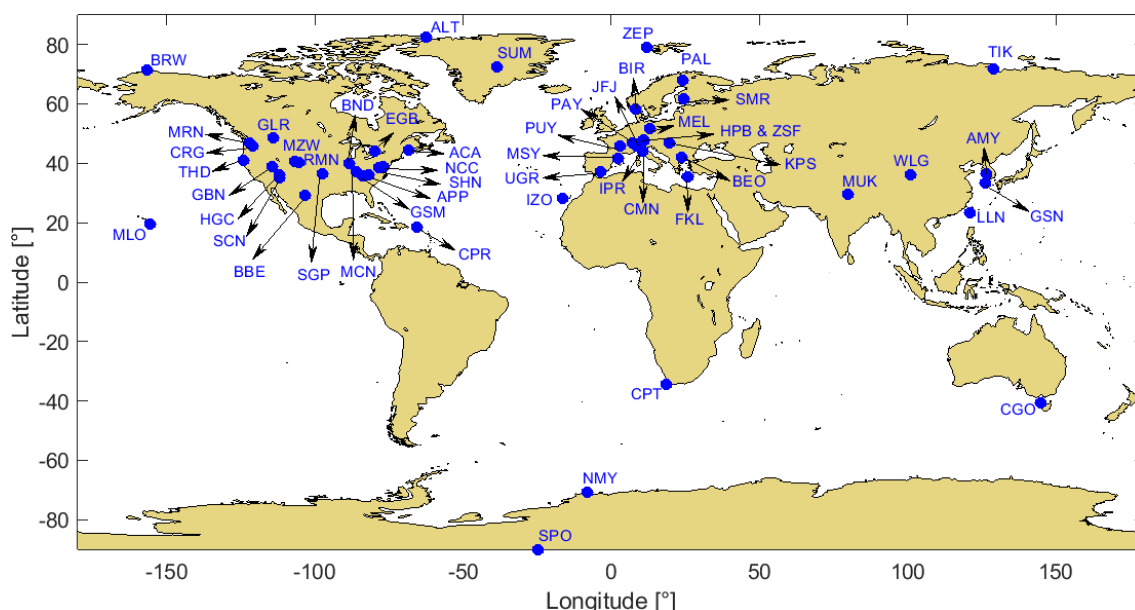 ALT
ZEP
BRW
SUM
BIR
PAL
TIK
JFJ
BND
PAY
SMR
EGB
MRN
GLR
PUY
MEL
HPB & ZSF
AMY
CRG
MZW
RMN
ACA
MSY
KPS
WLG
THD
NCC
UGR
SHN
BEO
MUK
GBN
APP
IPR
IZO
CMN
HGC
GSM
FKL
LLN
GSN
MLO
SCN
CPR
BBE
SGP
MCN
CPT
CGO
NMY
SPO
80
60
40
20
0
-20
-40
-60
-80
Latitude [°]
-150
-100
-50
0
50
100
150
Longitude [°]